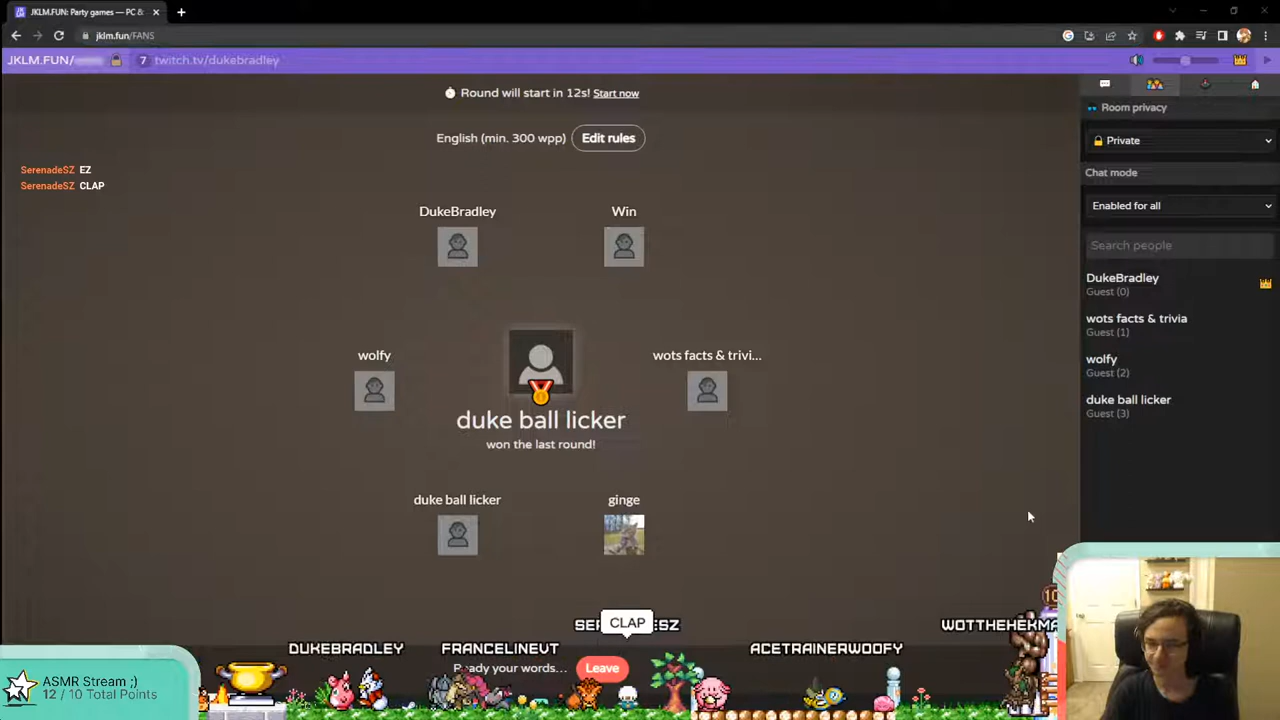 JKLM.FUN: Party games — PC &
jklm.fun/FANS
JKLM.FUN/
7 twitch.tv/dukebradley
Round will start in 12s! Start now
English (min. 300 wpp) Edit rules
SerenadeSZ EZ
SerenadeSZ CLAP
DukeBradley
Win
wolfy
wots facts & trivi...
duke ball licker
won the last round!
duke ball licker
ginge
Room privacy
Private
Chat mode
Enabled for all
Search people
DukeBradley
Guest (0)
wots facts & trivia
Guest (1)
wolfy
Guest (2)
duke ball licker
Guest (3)
CLAP
DUKEBRADLEY
FRANCELINEVT
ACETRAINERWOOFY
WOTTHEHEKMA
Ready your words...
Leave
ASMR Stream ;)
12 / 10 Total Points